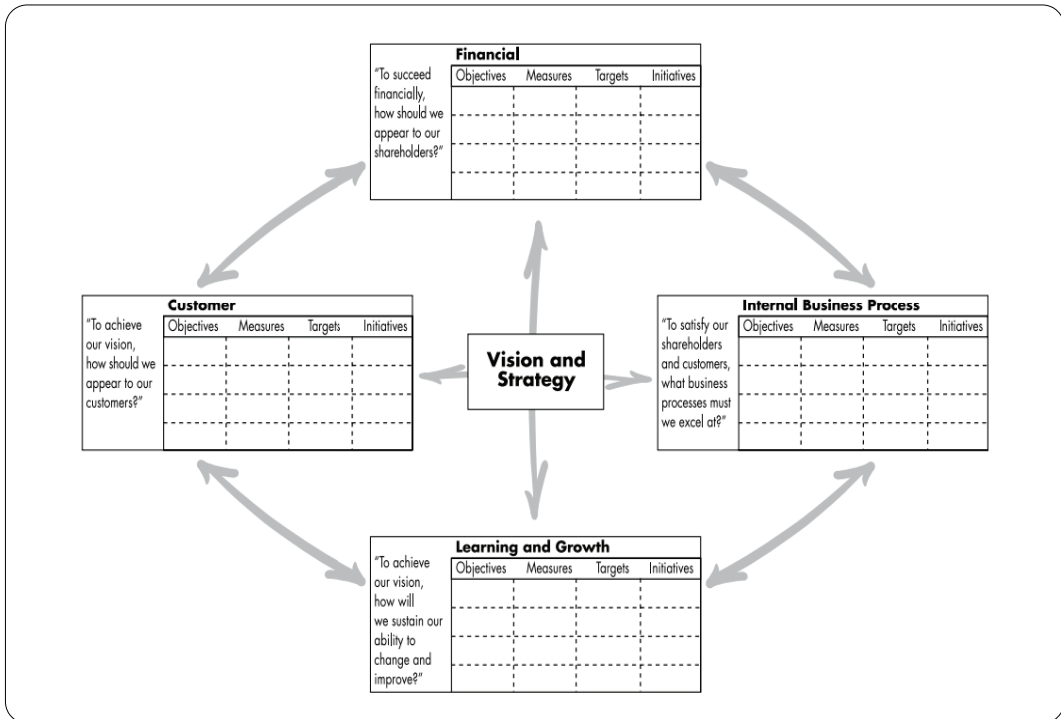 Financial
"To succeed
financially,
how should we
appear to our
shareholders?"
Objectives Measures Targets Initiatives
Customer
"To achieve
our vision,
how should we
appear to our
customers?"
Objectives Measures Targets Initiatives
Vision and
Strategy
Internal Business Process
"To satisfy our
shareholders
and customers,
what business
processes must
we excel at?"
Objectives Measures Targets Initiatives
Learning and Growth
"To achieve
our vision,
how will
we sustain our
ability to
change and
improve?"
Objectives Measures Targets Initiatives